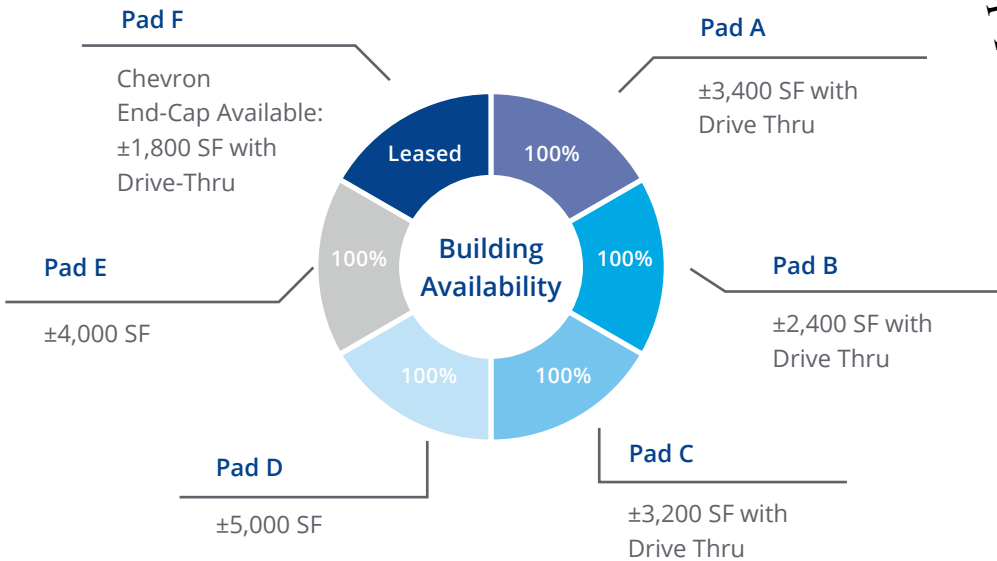 Pad F
Chevron
End-Cap Available:
±1,800 SF with
Drive-Thru
Pad A
±3,400 SF with
Drive Thru
Leased
100%
100%
Building
Availability
100%
Pad E
±4,000 SF
Pad B
±2,400 SF with
Drive Thru
100%
100%
Pad D
±5,000 SF
Pad C
±3,200 SF with
Drive Thru